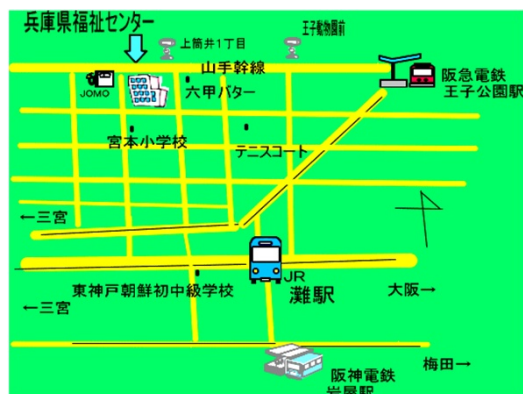 兵庫県福祉センター
上筒井1丁目
王子動物園前
山手幹線
阪急電鉄
王子公園駅
JOMO
六甲バター
宮本小学校
テニスコート
←三宮
JR
灘駅
東神戸朝鮮初中級学校
大阪→
←三宮
梅田→
阪神電鉄
岩屋駅